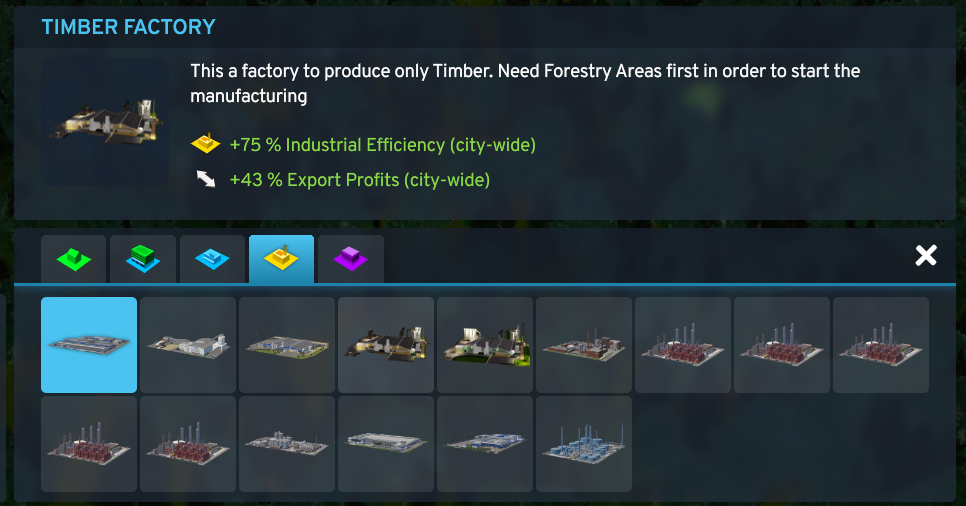 TIMBER FACTORY
This a factory to produce only Timber. Need Forestry Areas first in order to start the
manufacturing
+75 % Industrial Efficiency (city-wide)
+43 % Export Profits (city-wide)